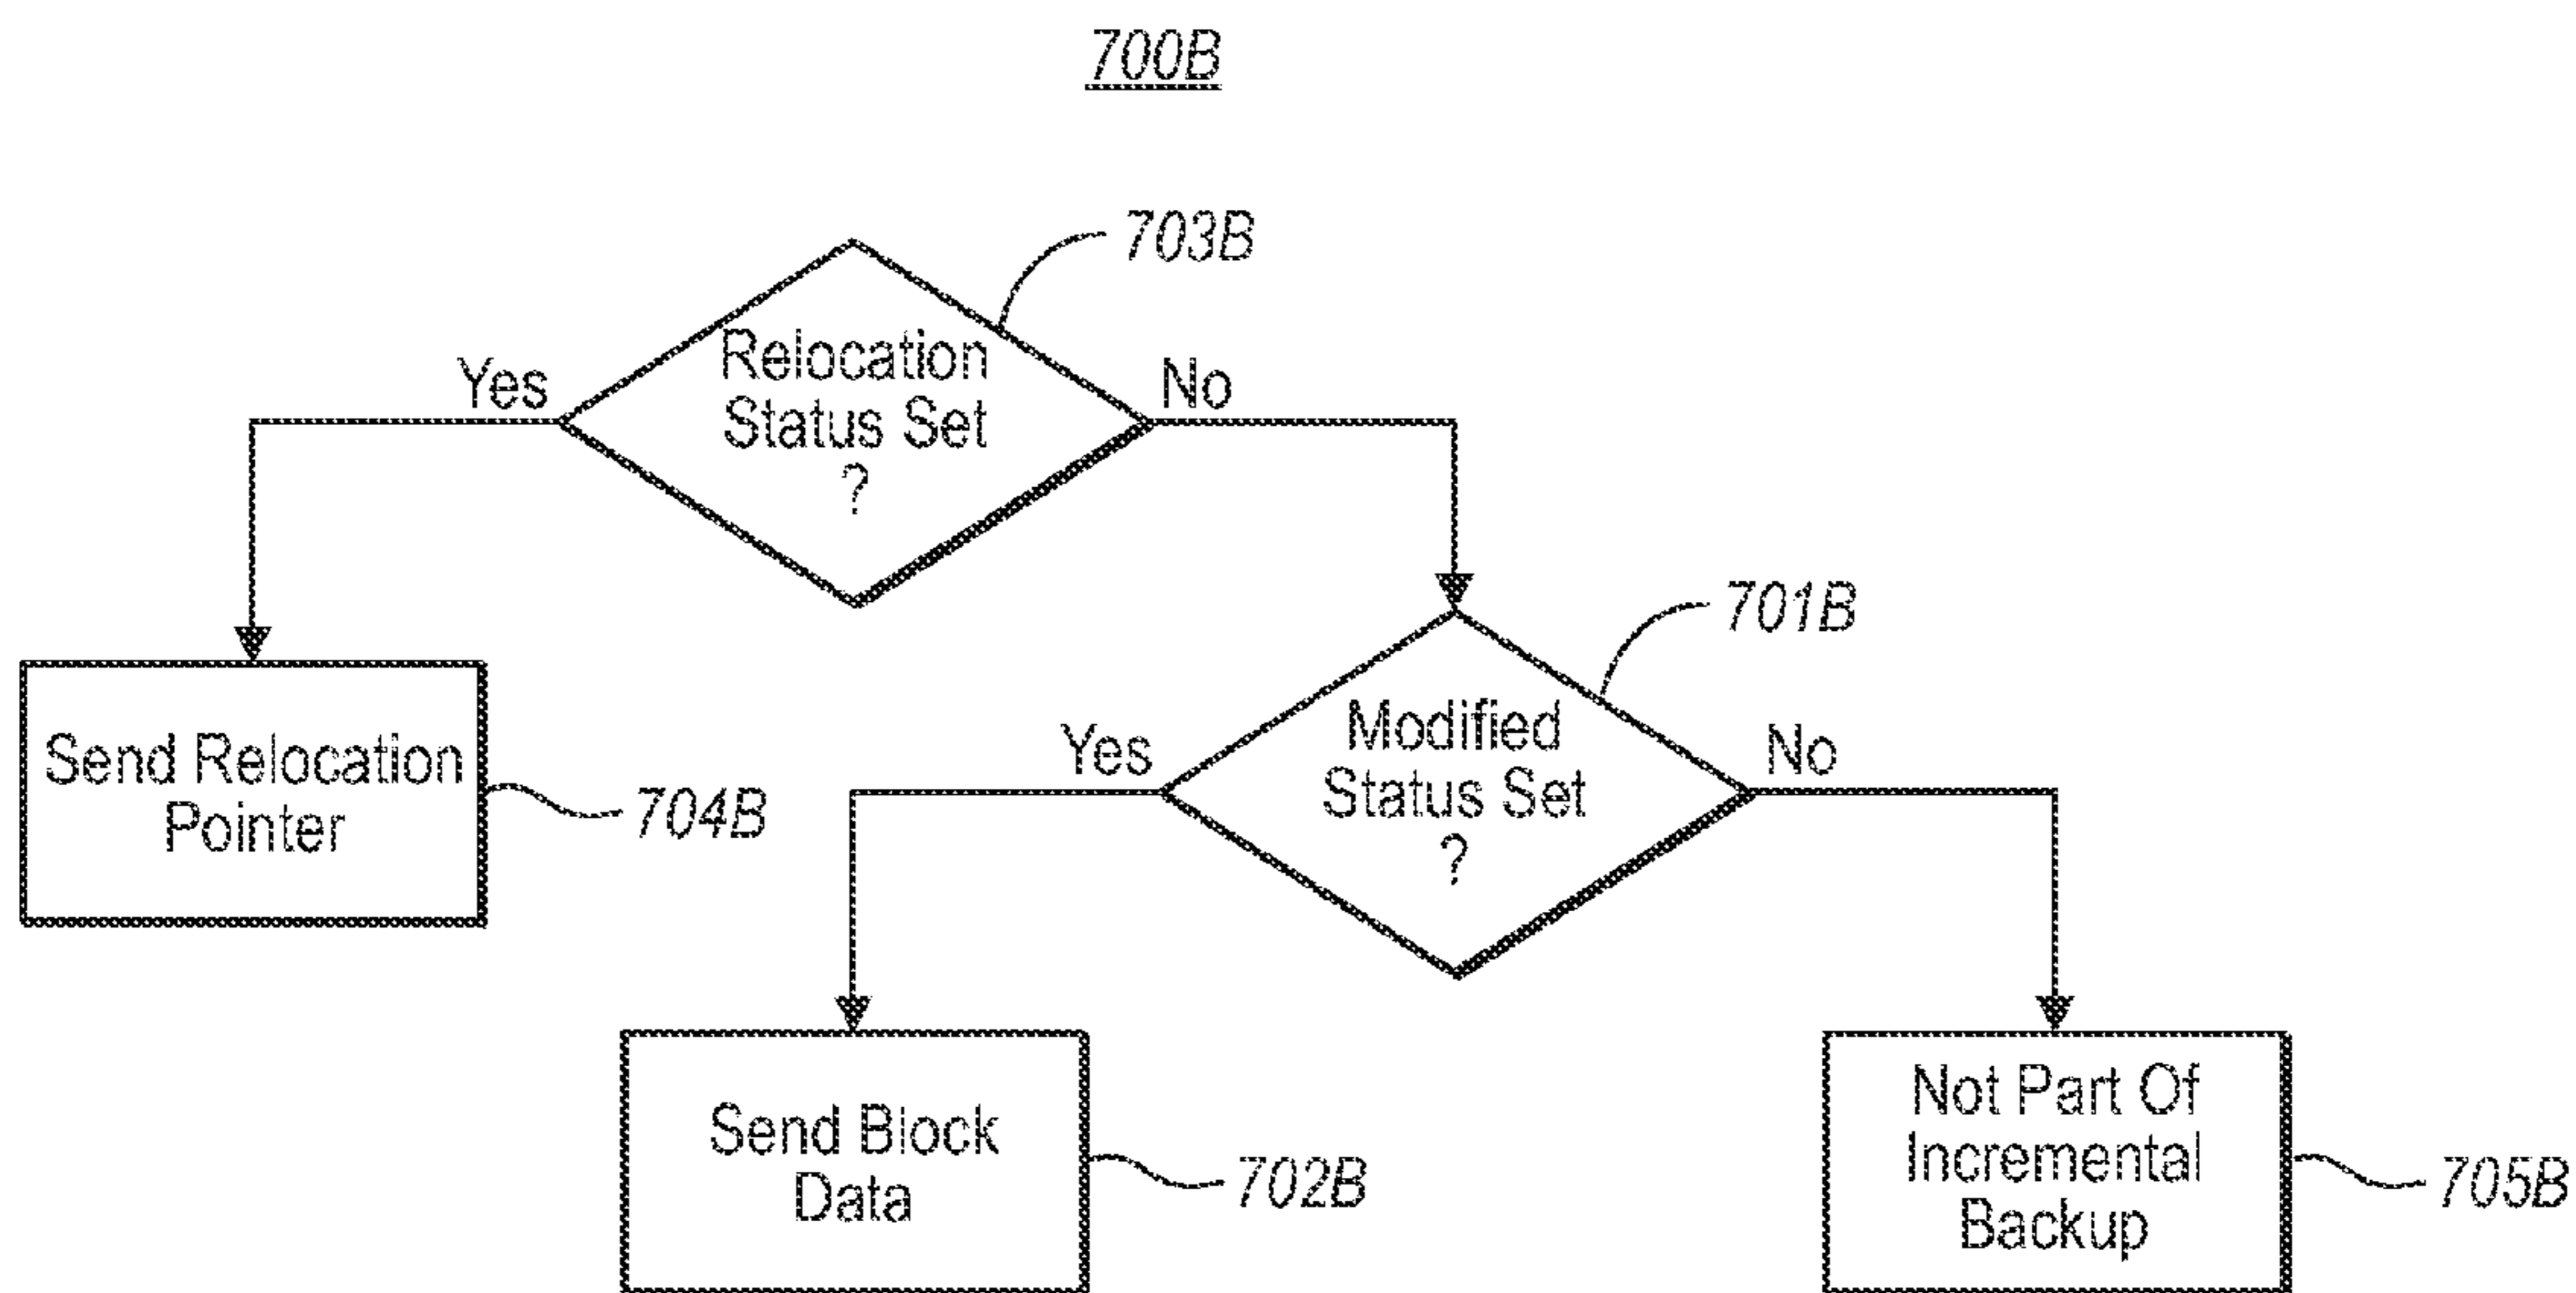 700B
703B
Relocation
Status Set
?
Yes
No
701B
Send Relocation
Pointer
704B
Modified
Status Set
?
Yes
No
Send Block
Data
702B
Not Part Of
Incremental
Backup
705B